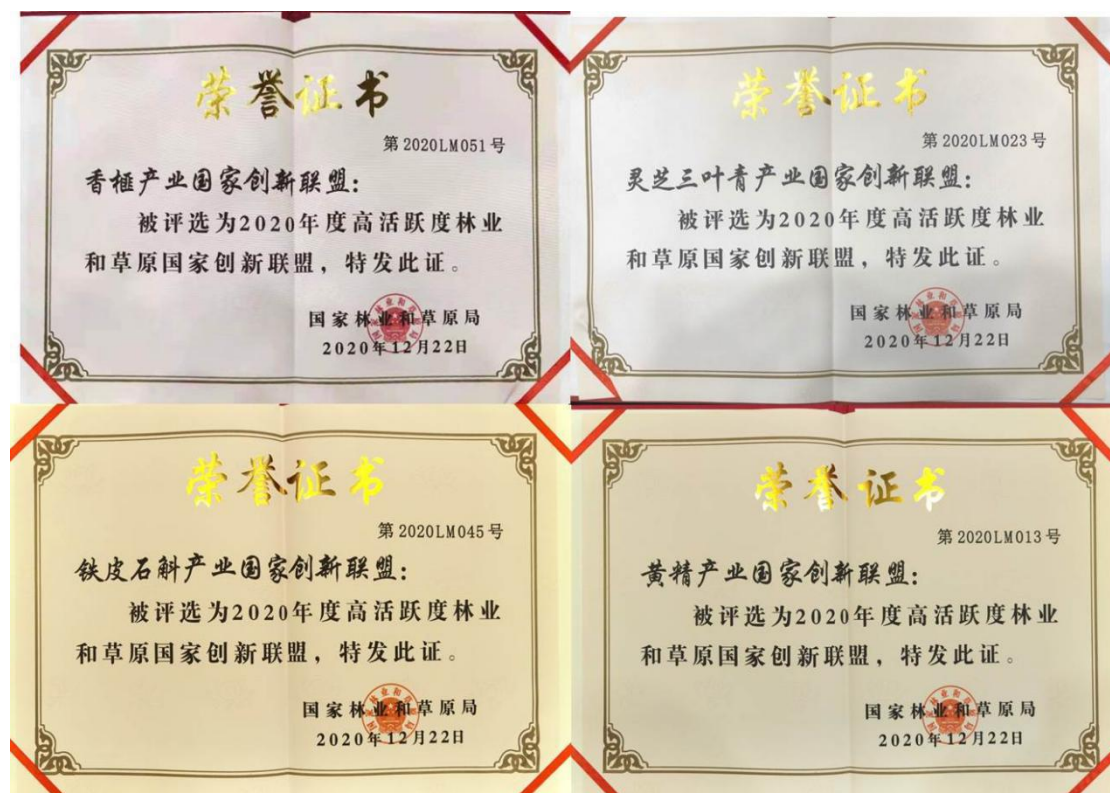 荣誉证书
第2020LM051号
香榧产业国家创新联盟：
被评选为2020年度高活跃度林业
和草原国家创新联盟，特发此证。
国家林业和草原局
2020年12月22日
荣誉证书
第2020LM023号
灵芝三叶青产业国家创新联盟：
被评选为2020年度高活跃度林业
和草原国家创新联盟，特发此证。
国家林业和草原局
2020年12月22日
荣誉证书
第2020LM045号
铁皮石斛产业国家创新联盟：
被评选为2020年度高活跃度林业
和草原国家创新联盟，特发此证。
国家林业和草原局
2020年12月22日
荣誉证书
第2020LM013号
黄精产业国家创新联盟：
被评选为2020年度高活跃度林业
和草原国家创新联盟，特发此证。
国家林业和草原局
2020年12月22日